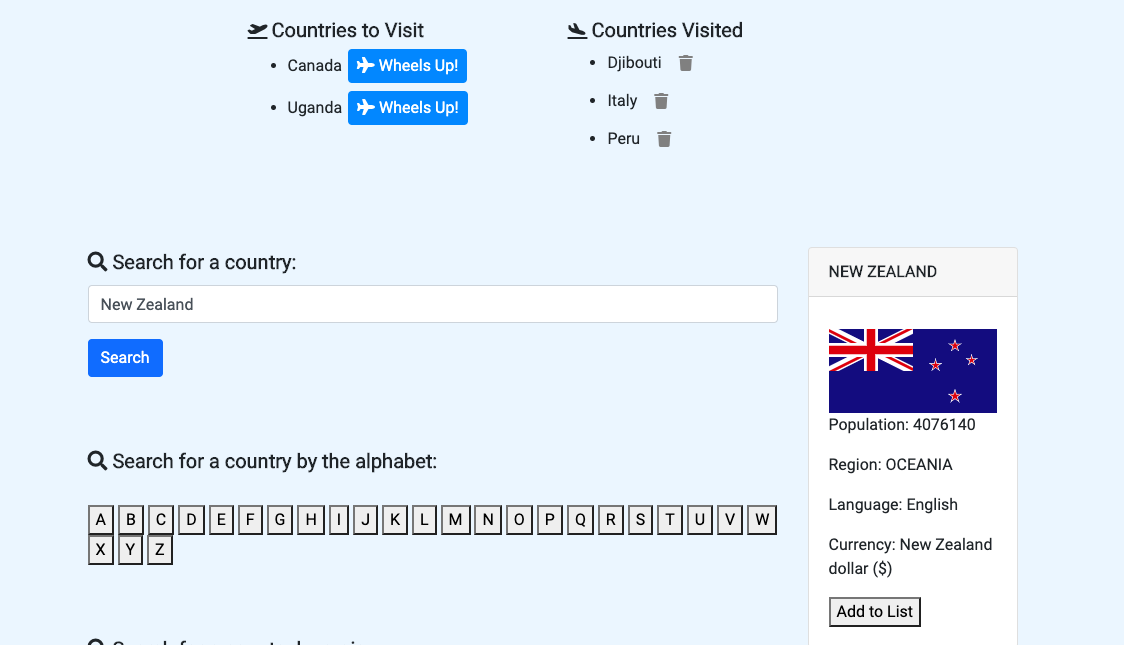 Countries to Visit
Canada Wheels Up!
Uganda Wheels Up!
Countries Visited
Djibouti
Italy
Peru
Search for a country:
New Zealand
Search
Search for a country by the alphabet:
A B C D E F G H I J K L M N O P Q R S T U V W
X Y Z
NEW ZEALAND
Population: 4076140
Region: OCEANIA
Language: English
Currency: New Zealand
dollar ($)
Add to List